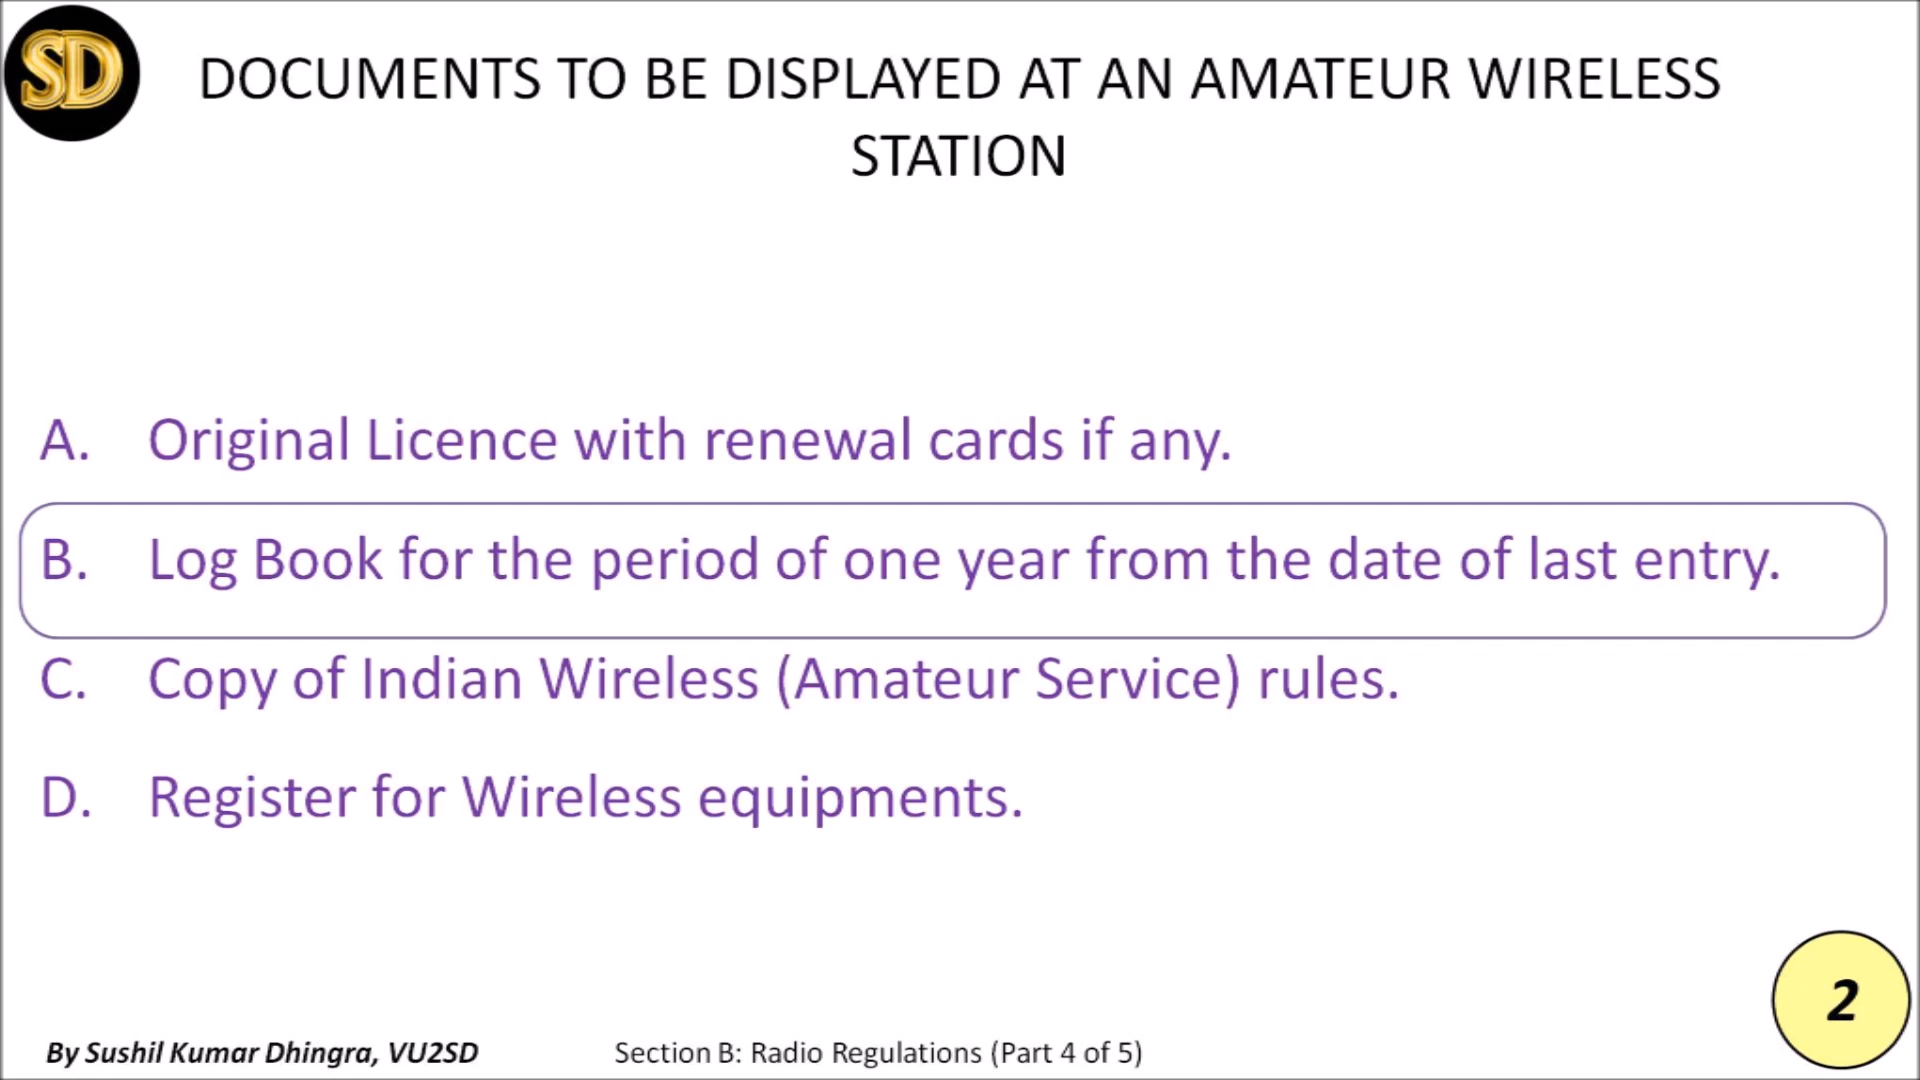 SD
DOCUMENTS TO BE DISPLAYED AT AN AMATEUR WIRELESS
STATION
A. Original Licence with renewal cards if any.
B. Log Book for the period of one year from the date of last entry.
C. Copy of Indian Wireless (Amateur Service) rules.
D. Register for Wireless equipments.
2
By Sushil Kumar Dhingra, VU2SD
Section B: Radio Regulations (Part 4 of 5)